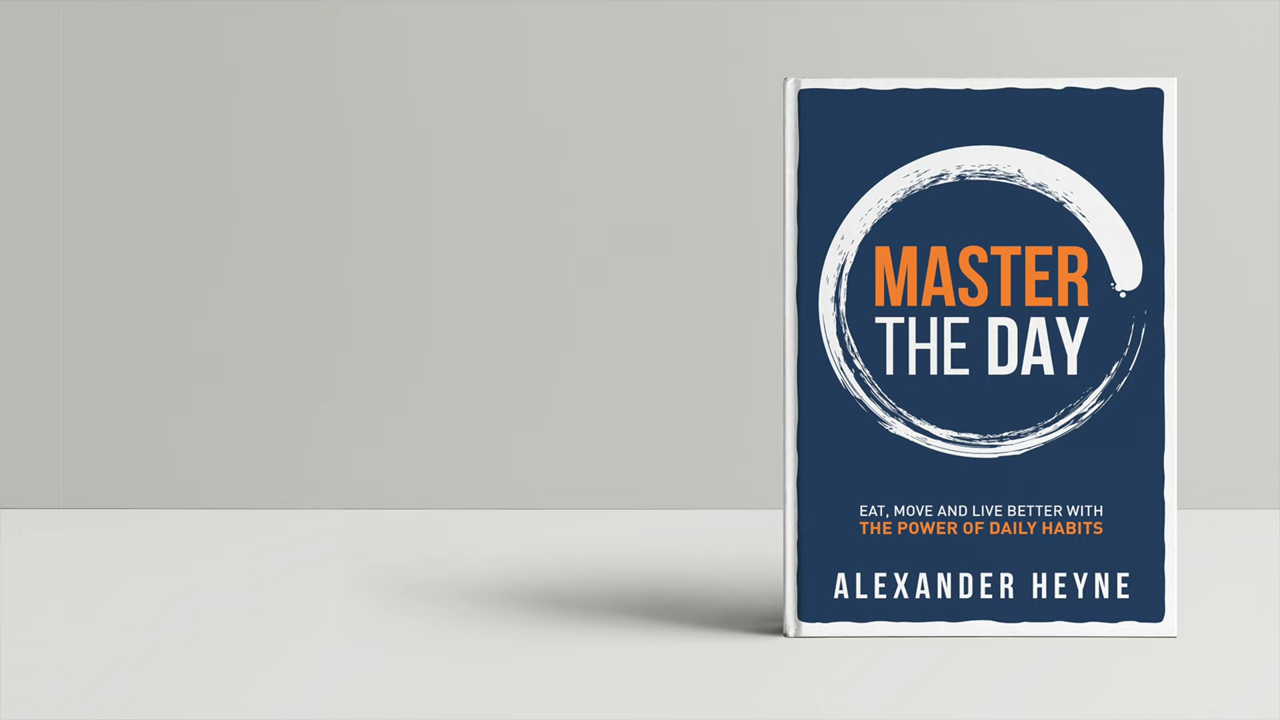 MASTER
THE DAY
EAT, MOVE AND LIVE BETTER WITH
THE POWER OF DAILY HABITS
ALEXANDER HEYNE